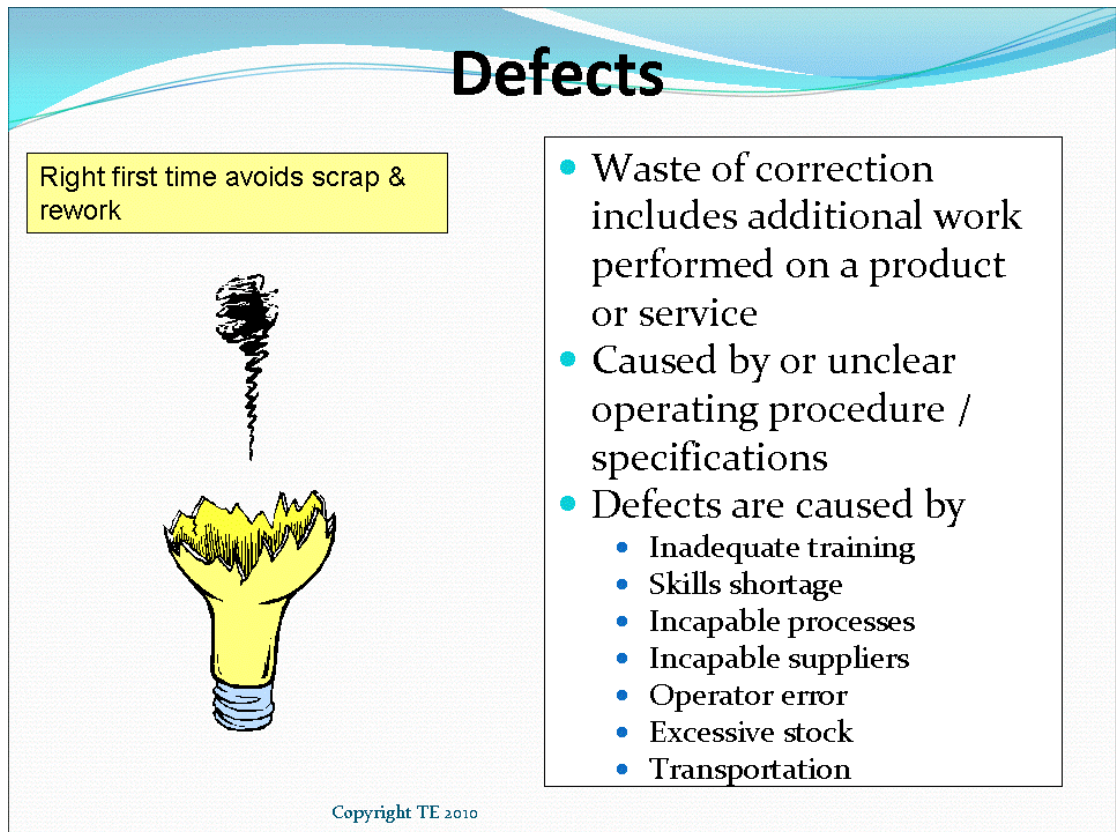 Defects
Right first time avoids scrap &
rework
Waste of correction
includes additional work
performed on a product
or service
Caused by or unclear
operating procedure /
specifications
Defects are caused by
Inadequate training
Skills shortage
Incapable processes
Incapable suppliers
Operator error
Excessive stock
Transportation
Copyright TE 2010